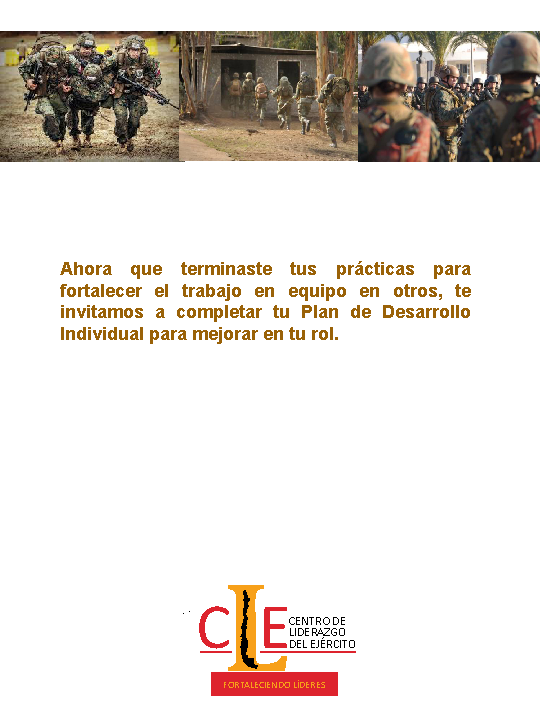 Ahora que terminaste tus prácticas para
fortalecer el trabajo en equipo en otros, te
invitamos a completar tu Plan de Desarrollo
Individual para mejorar en tu rol.
CLE
CENTRO DE
LIDERAZGO
DEL EJÉRCITO
FORTALECIENDO LÍDERES